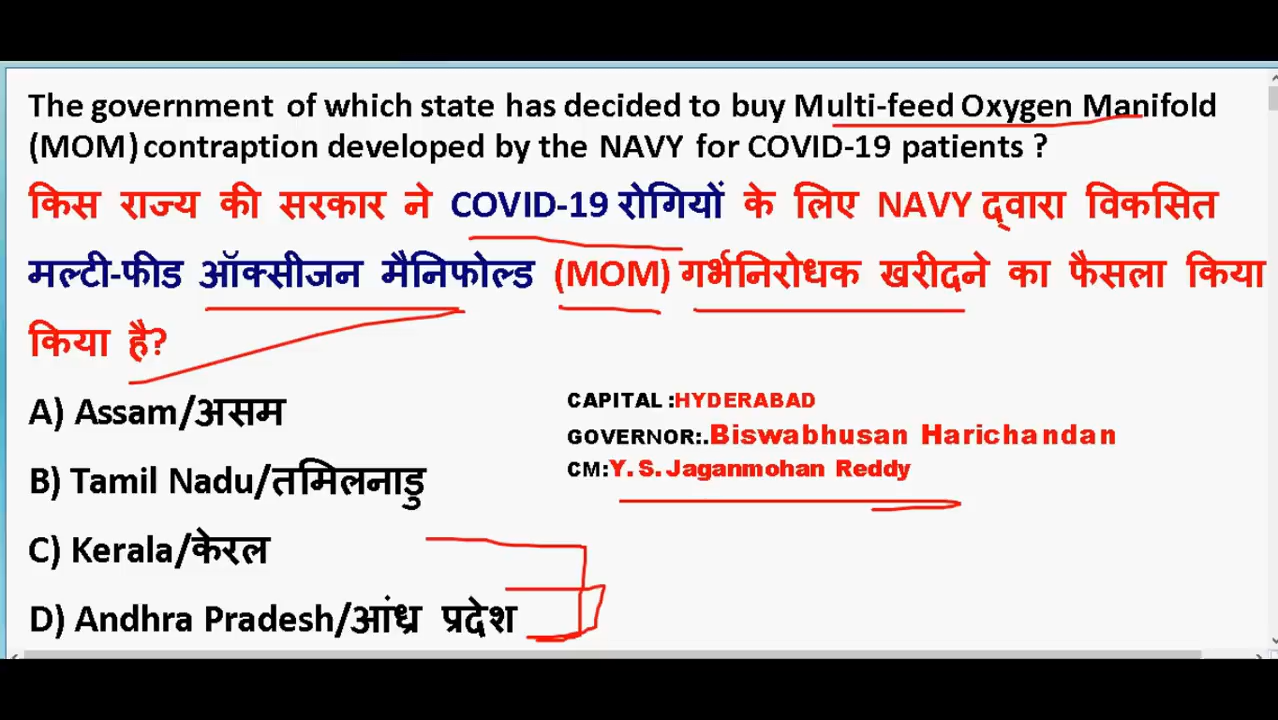 The government of which state has decided to buy Multi-feed Oxygen Manifold
(MOM) contraption developed by the NAVY for COVID-19 patients ?
किस राज्य की सरकार ने COVID-19 रोगियों के लिए NAVY द्वारा विकसित
मल्टी-फीड ऑक्सीजन मैनिफोल्ड (MOM) गर्भनिरोधक खरीदने का फैसला किया
किया है?
A) Assam/असम
CAPITAL :HYDERABAD
GOVERNOR:.Biswabhusan Harichandan
CM:Y. S. Jaganmohan Reddy
B) Tamil Nadu/तमिलनाडु
C) Kerala/केरल
D) Andhra Pradesh/आंध्र प्रदेश